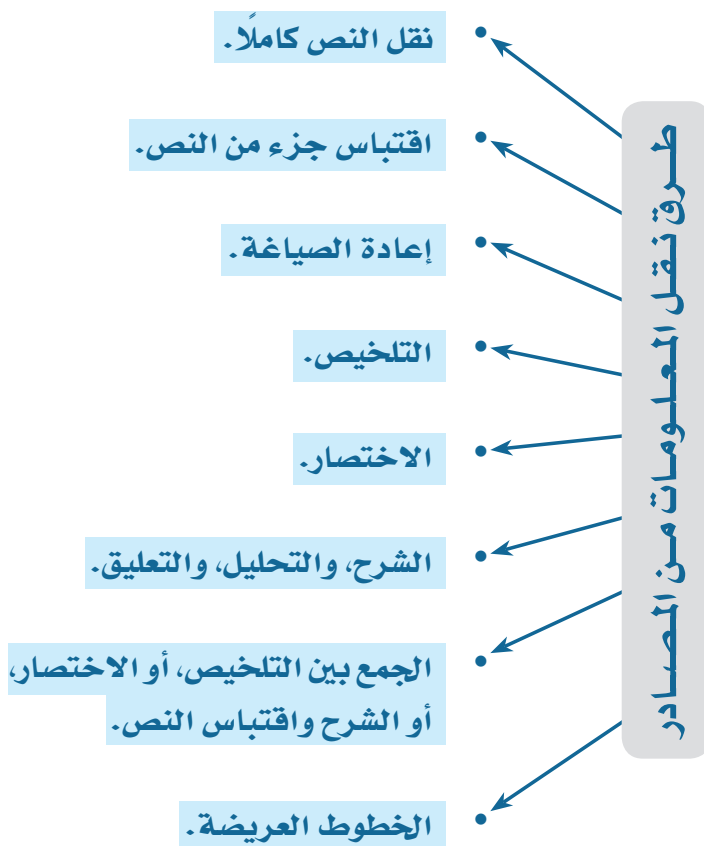 طرق نقل المعلومات من المصادر
نقل النص كاملًا.
اقتباس جزء من النص.
إعادة الصياغة.
التلخيص.
الاختصار.
الشرح، والتحليل، والتعليق.
الجمع بين التلخيص، أو الاختصار،
أو الشرح واقتباس النص.
الخطوط العريضة.